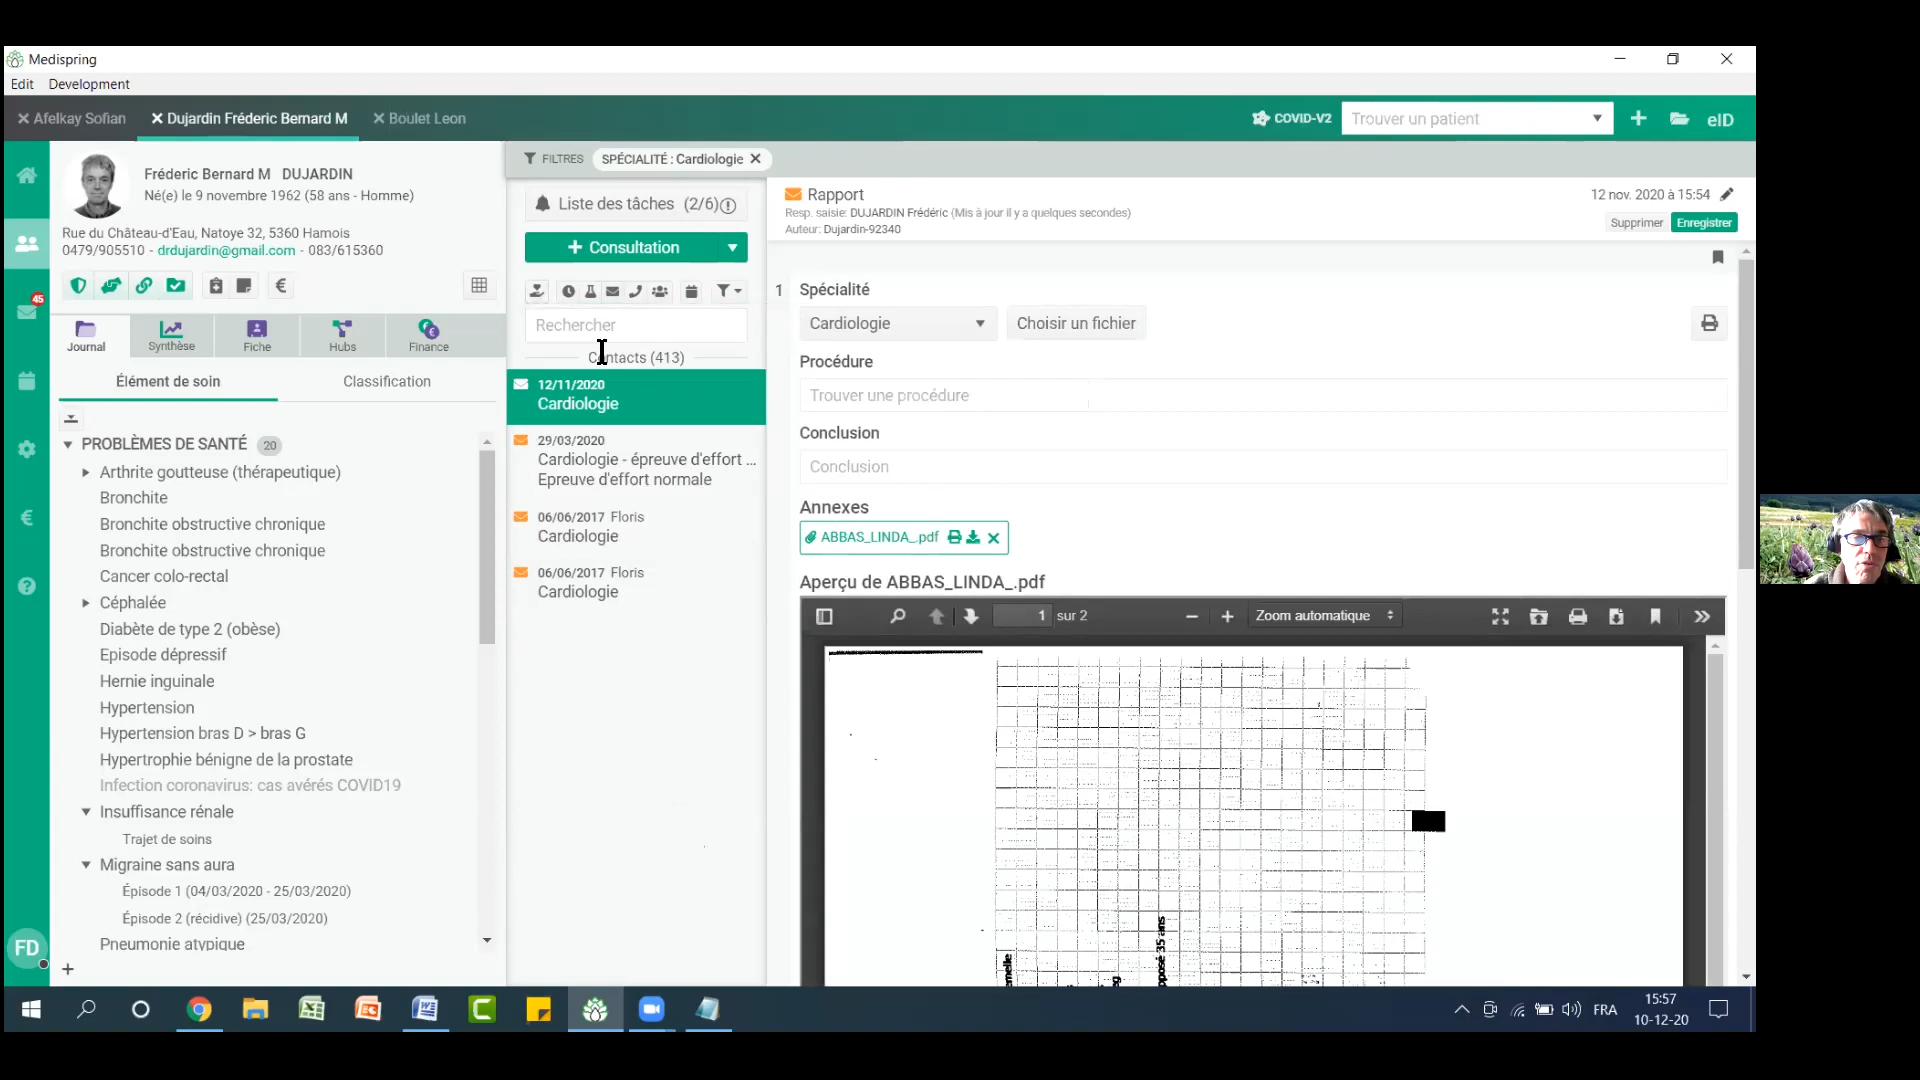 Medispring
Edit Development
Afelkay Sofian
Dujardin Fréderic Bernard M
Boulet Leon
COVID-V2
Trouver un patient
eID
Fréderic Bernard M DUJARDIN
Né(e) le 9 novembre 1962 (58 ans - Homme)
Rue du Château-d'Eau, Natoye 32, 5360 Hamois
0479/905510 - drdujardin@gmail.com - 083/615360
45
Journal
Synthèse
Fiche
Hubs
Finance
Élément de soin
Classification
PROBLÈMES DE SANTÉ 20
Arthrite goutteuse (thérapeutique)
Bronchite
Bronchite obstructive chronique
Bronchite obstructive chronique
Cancer colo-rectal
Céphalée
Diabète de type 2 (obèse)
Episode dépressif
Hernie inguinale
Hypertension
Hypertension bras D > bras G
Hypertrophie bénigne de la prostate
Infection coronavirus: cas avérés COVID19
Insuffisance rénale
Trajet de soins
Migraine sans aura
Épisode 1 (04/03/2020 - 25/03/2020)
Épisode 2 (récidive) (25/03/2020)
Pneumonie atypique
FD
FILTRES
SPÉCIALITÉ : Cardiologie
Liste des tâches (2/6)
+ Consultation
Rechercher
Contacts (413)
12/11/2020
Cardiologie
29/03/2020
Cardiologie - épreuve d'effort ...
Epreuve d'effort normale
06/06/2017 Floris
Cardiologie
06/06/2017 Floris
Cardiologie
Rapport
Resp. saisie: DUJARDIN Frédéric (Mis à jour il y a quelques secondes)
Auteur: Dujardin-92340
12 nov. 2020 à 15:54
Supprimer
Enregistrer
1
Spécialité
Cardiologie
Choisir un fichier
Procédure
Trouver une procédure
Conclusion
Conclusion
Annexes
ABBAS_LINDA_.pdf
Aperçu de ABBAS_LINDA_.pdf
1 sur 2
Zoom automatique
35 ans
FRA
15:57
10-12-20